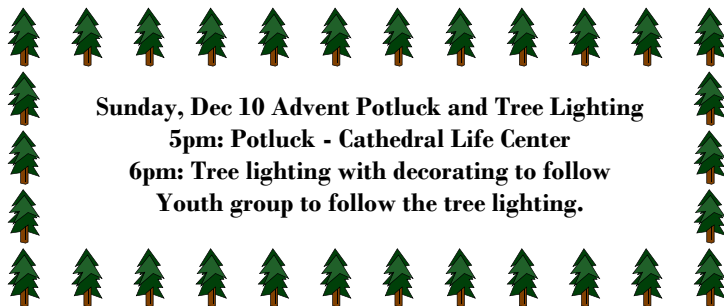 Sunday, Dec 10 Advent Potluck and Tree Lighting
5pm: Potluck - Cathedral Life Center
6pm: Tree lighting with decorating to follow
Youth group to follow the tree lighting.